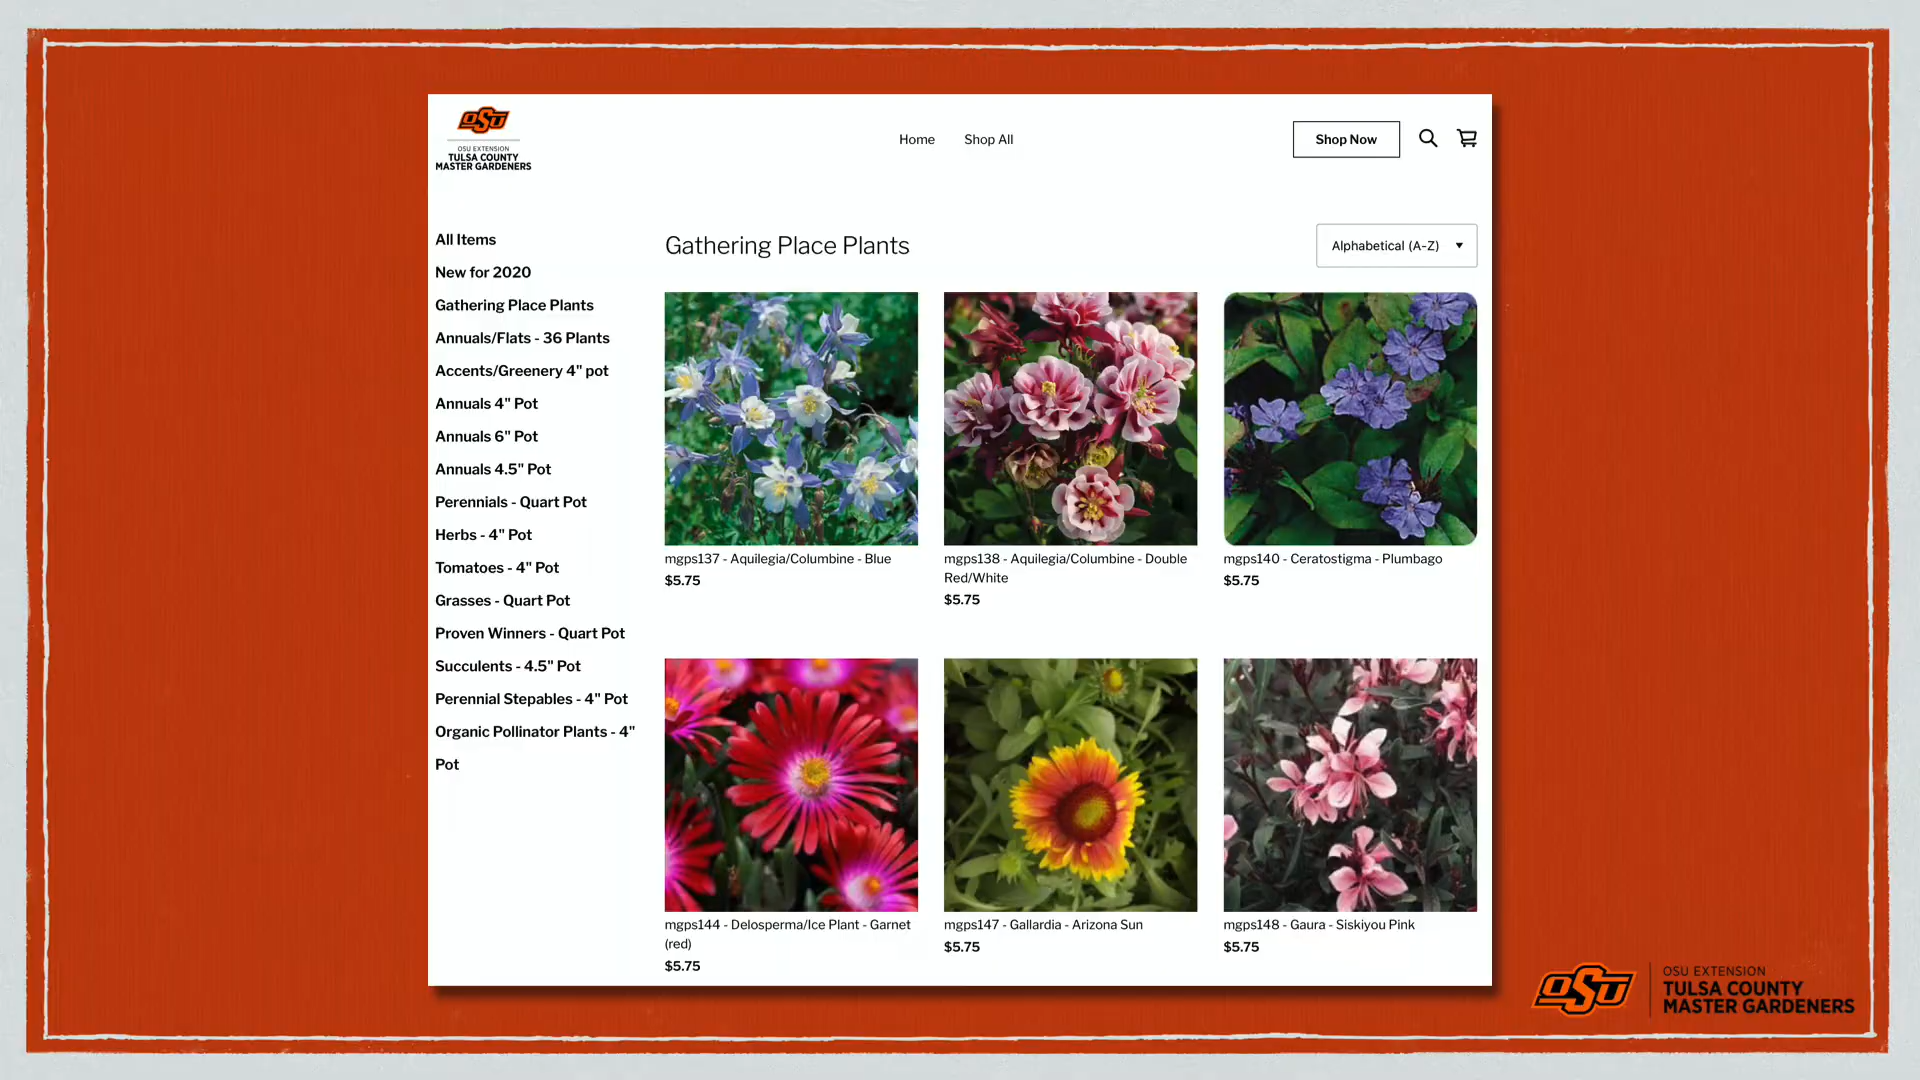 OSU
OSU EXTENSION
TULSA COUNTY
MASTER GARDENERS
Home
Shop All
Shop Now
All Items
New for 2020
Gathering Place Plants
Annuals/Flats - 36 Plants
Accents/Greenery 4" pot
Annuals 4" Pot
Annuals 6" Pot
Annuals 4.5" Pot
Perennials - Quart Pot
Herbs - 4" Pot
Tomatoes - 4" Pot
Grasses - Quart Pot
Proven Winners - Quart Pot
Succulents - 4.5" Pot
Perennial Stepables - 4" Pot
Organic Pollinator Plants - 4"
Pot
Gathering Place Plants
Alphabetical (A-Z)
mgps137 - Aquilegia/Columbine - Blue
$5.75
mgps138 - Aquilegia/Columbine - Double
Red/White
$5.75
mgps140 - Ceratostigma - Plumbago
$5.75
mgps144 - Delosperma/Ice Plant - Garnet
(red)
$5.75
mgps147 - Gallardia - Arizona Sun
$5.75
mgps148 - Gaura - Siskiyou Pink
$5.75
OSU
OSU EXTENSION
TULSA COUNTY
MASTER GARDENERS